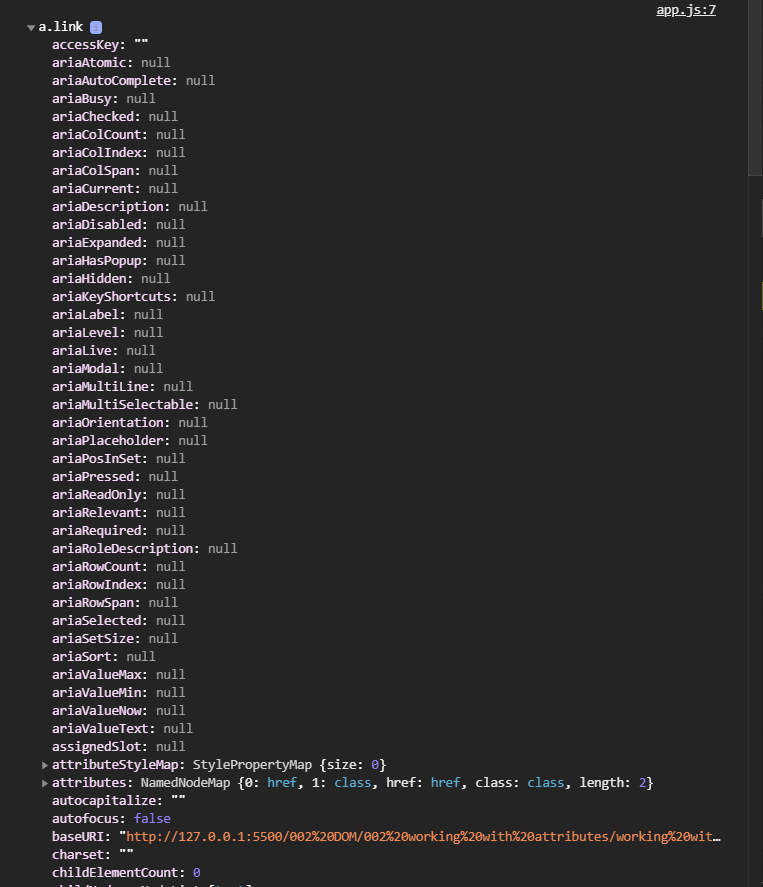 app.js:7
a.link i
accessKey: ""
ariaAtomic: null
ariaAutoComplete: null
ariaBusy: null
ariaChecked: null
ariaColCount: null
ariaColIndex: null
ariaColSpan: null
ariaCurrent: null
ariaDescription: null
ariaDisabled: null
ariaExpanded: null
ariaHasPopup: null
ariaHidden: null
ariaKeyShortcuts: null
ariaLabel: null
ariaLevel: null
ariaLive: null
ariaModal: null
ariaMultiLine: null
ariaMultiSelectable: null
ariaOrientation: null
ariaPlaceholder: null
ariaPosInSet: null
ariaPressed: null
ariaReadOnly: null
ariaRelevant: null
ariaRequired: null
ariaRoleDescription: null
ariaRowCount: null
ariaRowIndex: null
ariaRowSpan: null
ariaSelected: null
ariaSetSize: null
ariaSort: null
ariaValueMax: null
ariaValueMin: null
ariaValueNow: null
ariaValueText: null
assignedSlot: null
attributeStyleMap: StylePropertyMap {size: 0}
attributes: NamedNodeMap {0: href, 1: class, href: href, class: class, length: 2}
autocapitalize: ""
autofocus: false
baseURI: "http://127.0.0.1:5500/002%20DOM/002%20working%20with%20attributes/working%20wit…
charset: ""
childElementCount: 0